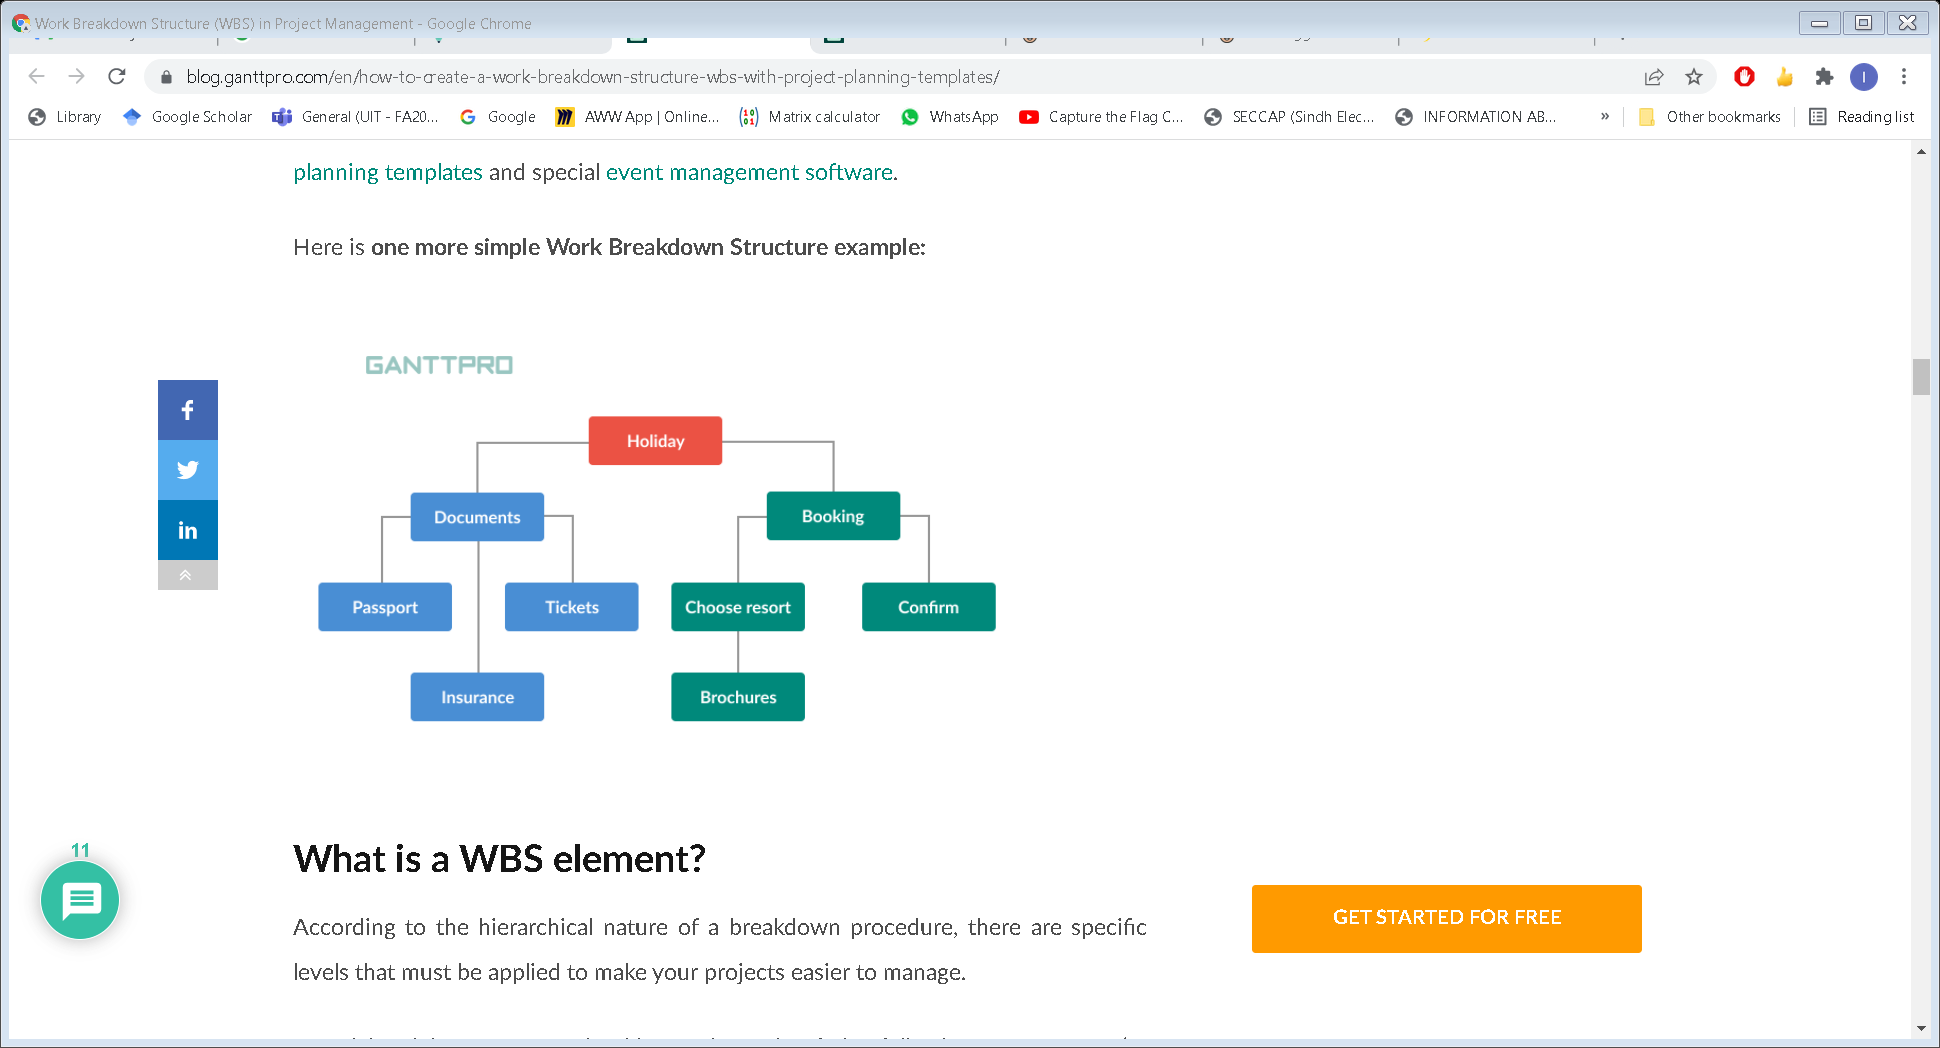 Work Breakdown Structure (WBS) in Project Management - Google Chrome
blog.ganttpro.com/en/how-to-create-a-work-breakdown-structure-wbs-with-project-planning-templates/
I
Library Google Scholar General (UIT - FA20... Google AWW App | Online... Matrix calculator WhatsApp Capture the Flag C... SECCAP (Sindh Elec... INFORMATION AB... » Other bookmarks Reading list
planning templates and special event management software.
Here is one more simple Work Breakdown Structure example:
GANTTPRO
Holiday
Documents Booking
Passport Tickets Choose resort Confirm
Insurance Brochures
f
in
11
What is a WBS element?
According to the hierarchical nature of a breakdown procedure, there are specific
levels that must be applied to make your projects easier to manage.
GET STARTED FOR FREE